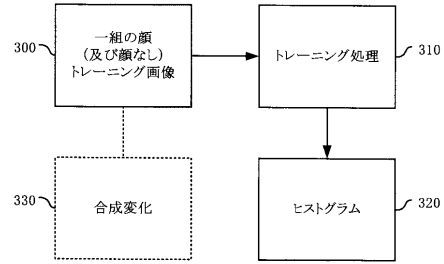 300
一組の顔
(及び顔なし)
トレーニング画像
トレーニング処理
310
330
合成変化
ヒストグラム
320